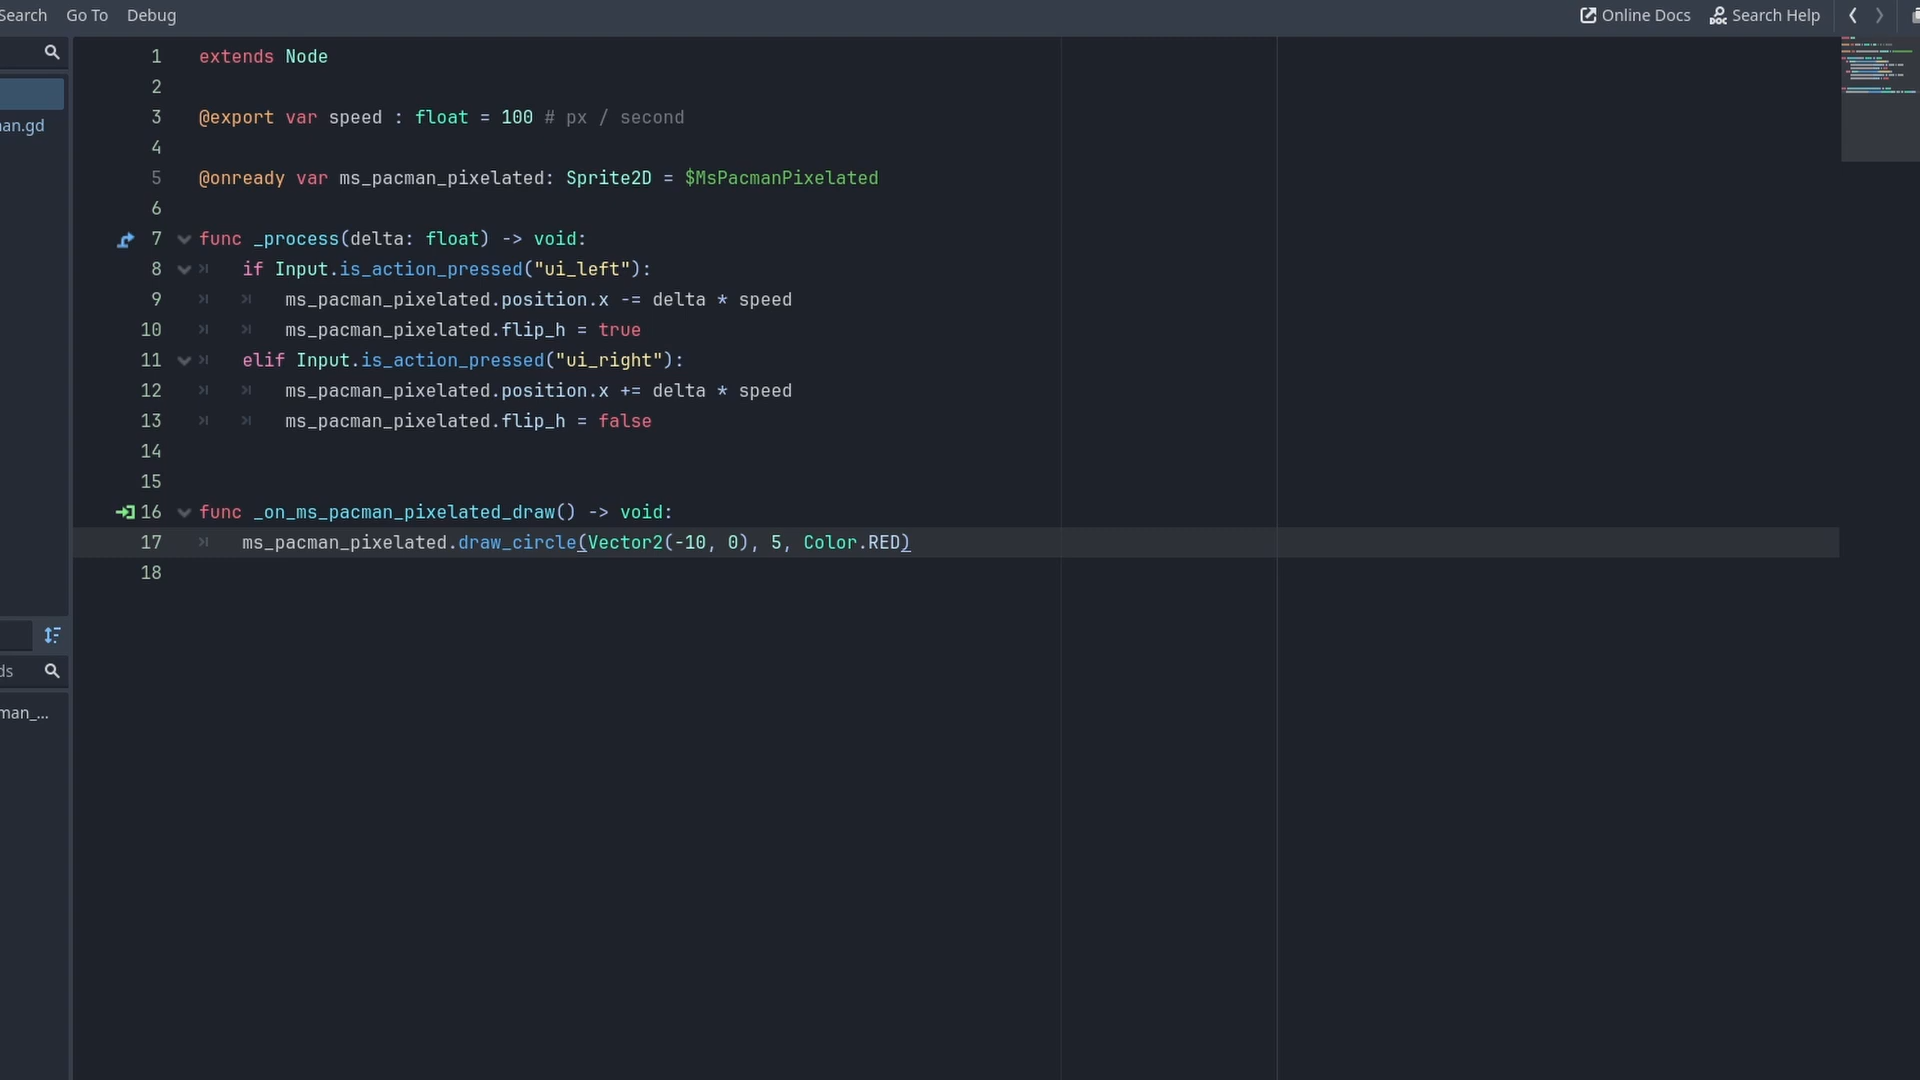 Search Go To Debug Online Docs Search Help
1 extends Node
2
3 @export var speed : float = 100 # px / second
4
5 @onready var ms_pacman_pixelated: Sprite2D = $MsPacmanPixelated
6
7 func _process(delta: float) -> void:
8 if Input.is_action_pressed("ui_left"):
9 ms_pacman_pixelated.position.x -= delta * speed
10 ms_pacman_pixelated.flip_h = true
11 elif Input.is_action_pressed("ui_right"):
12 ms_pacman_pixelated.position.x += delta * speed
13 ms_pacman_pixelated.flip_h = false
14
15
16 func _on_ms_pacman_pixelated_draw() -> void:
17 ms_pacman_pixelated.draw_circle(Vector2(-10, 0), 5, Color.RED)
18
man.gd
ds
man_...